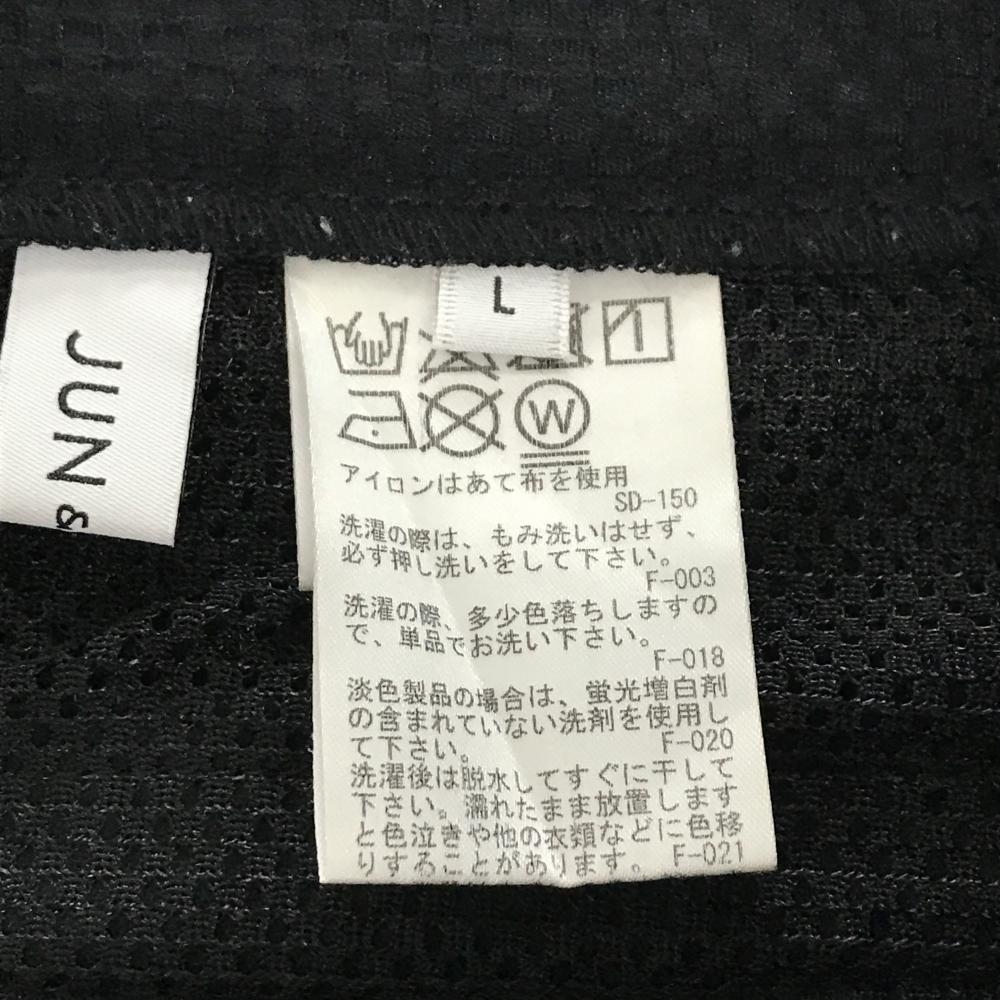 JUN &
L
W
アイロンはあて布を使用
SD-150
洗濯の際は、もみ洗いはせず、
必ず押し洗いをして下さい。
F-003
洗濯の際、多少色落ちしますの
で、単品でお洗い下さい。
F-018
淡色製品の場合は、蛍光増白剤
の含まれていない洗剤を使用し
て下さい。
F-020
洗濯後は脱水してすぐに干して
下さい。濡れたまま放置します
と色泣きや他の衣類などに色移
りすることがあります。
F-021